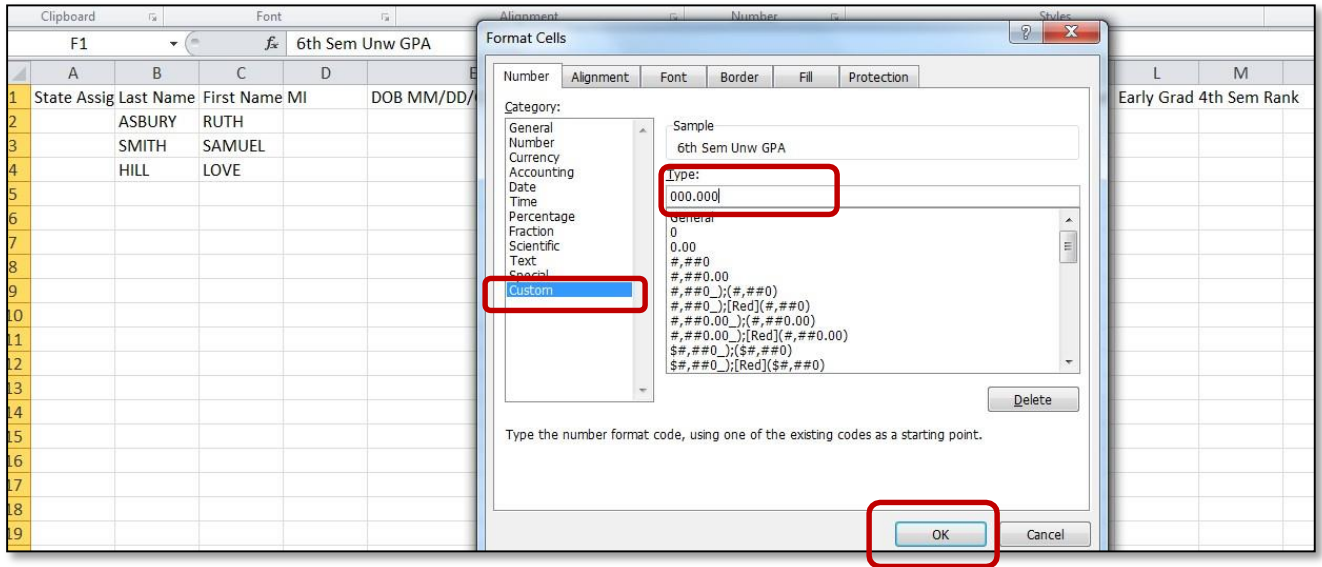 Clipboard Font Alignment Number Styles
F1 fx 6th Sem Unw GPA
Format Cells
A B C D E L M
1 State Assig Last Name First Name MI DOB MM/DD/ Early Grad 4th Sem Rank
2 ASBURY RUTH
3 SMITH SAMUEL
4 HILL LOVE
5
6
7
8
9
10
11
12
13
14
15
16
17
18
19
Number Alignment Font Border Fill Protection
Category:
General
Number
Currency
Accounting
Date
Time
Percentage
Fraction
Scientific
Text
Special
Custom
Sample
6th Sem Unw GPA
Type:
000.000
General
0
0.00
#,##0
#,##0.00
#,##0_);(#,##0)
#,##0_);[Red](#,##0)
#,##0.00_);(#,##0.00)
#,##0.00_);[Red](#,##0.00)
$#,##0_);($#,##0)
$#,##0_);[Red]($#,##0)
Delete
Type the number format code, using one of the existing codes as a starting point.
OK Cancel